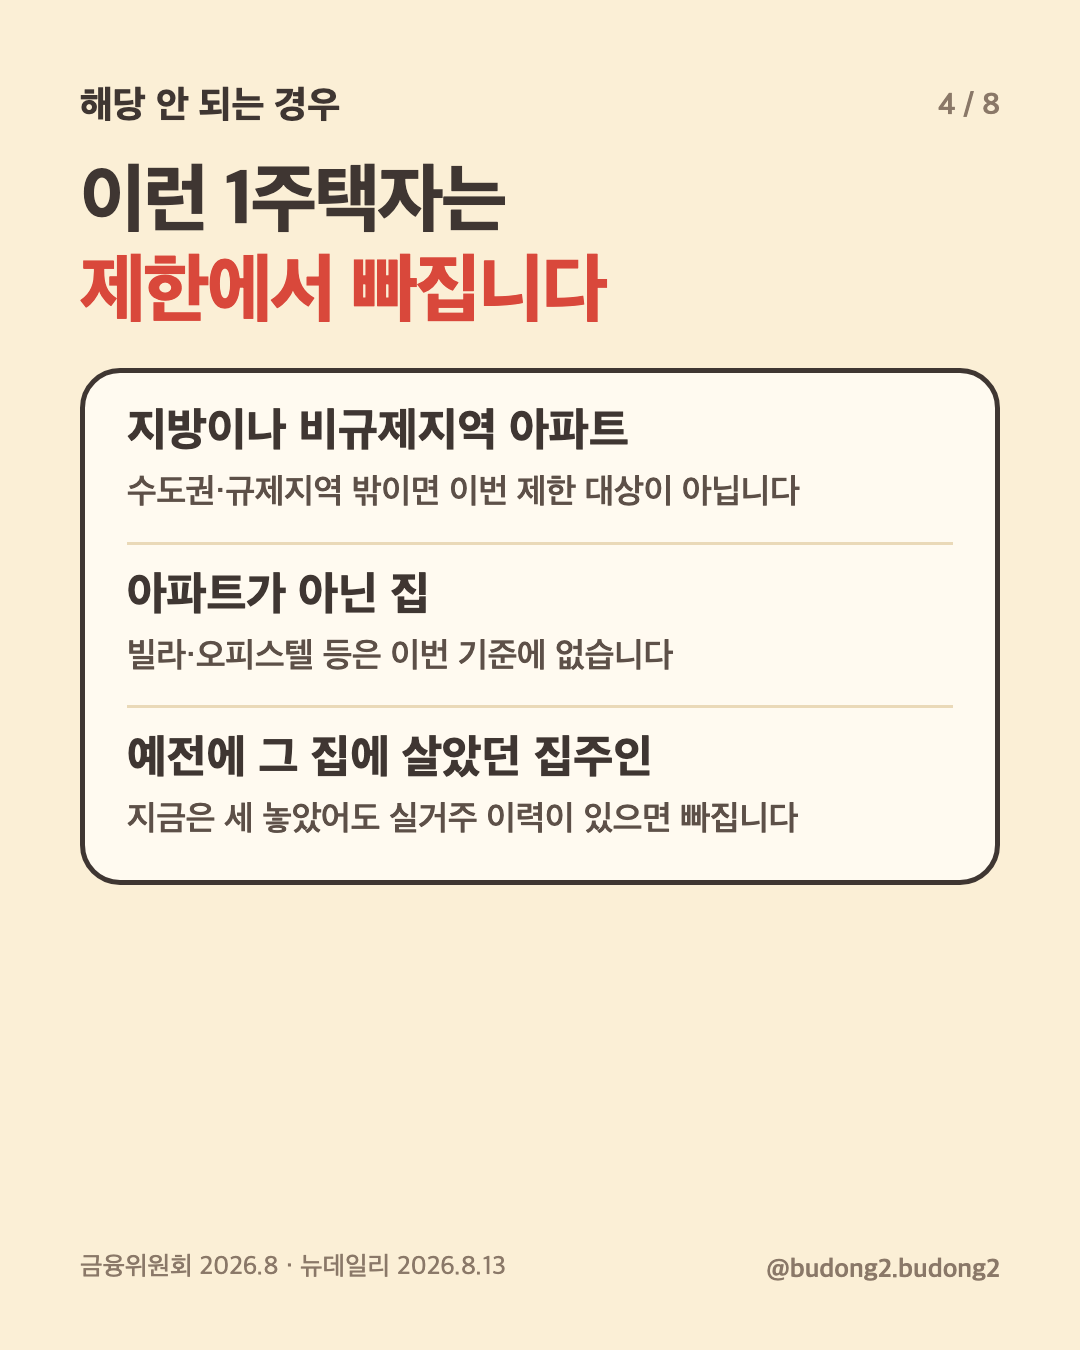 해당 안 되는 경우
4 / 8
이런 1주택자는
제한에서 빠집니다
지방이나 비규제지역 아파트
수도권·규제지역 밖이면 이번 제한 대상이 아닙니다
아파트가 아닌 집
빌라·오피스텔 등은 이번 기준에 없습니다
예전에 그 집에 살았던 집주인
지금은 세 놓았어도 실거주 이력이 있으면 빠집니다
금융위원회 2026.8 · 뉴데일리 2026.8.13
@budong2.budong2